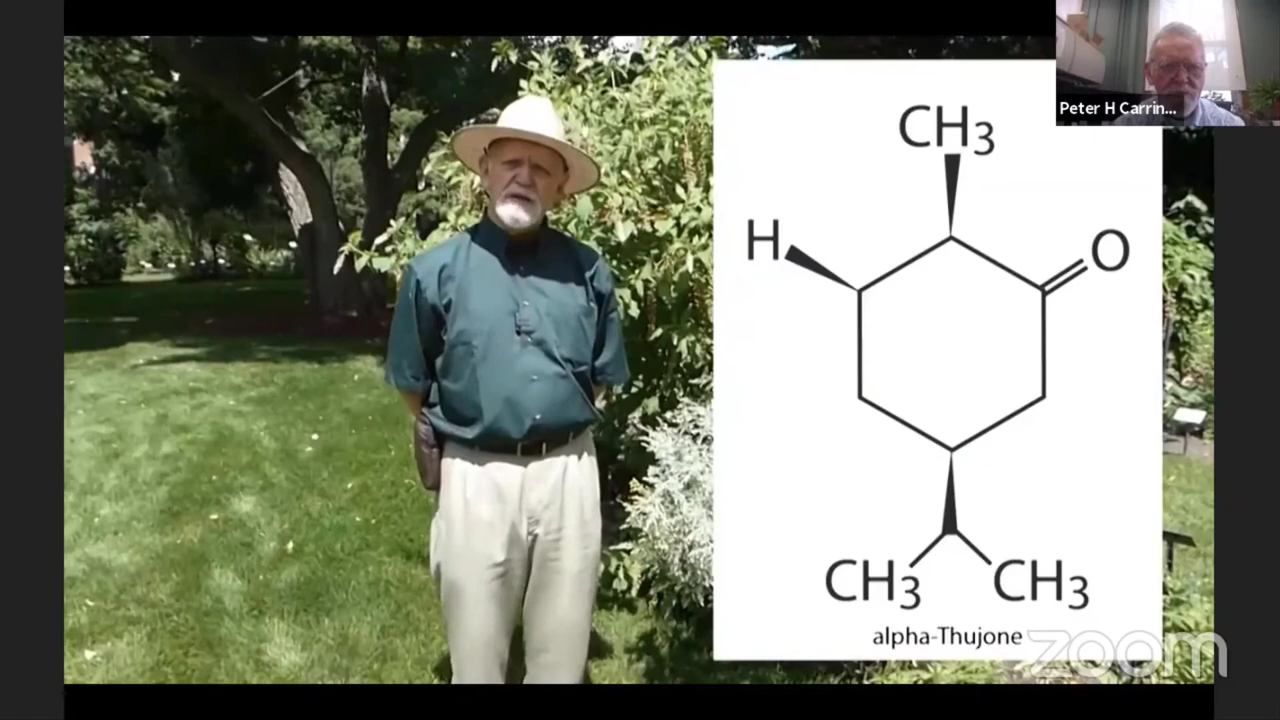 Peter H Carrin...
CH3
H
O
CH3 CH3
alpha-Thujone
zoom